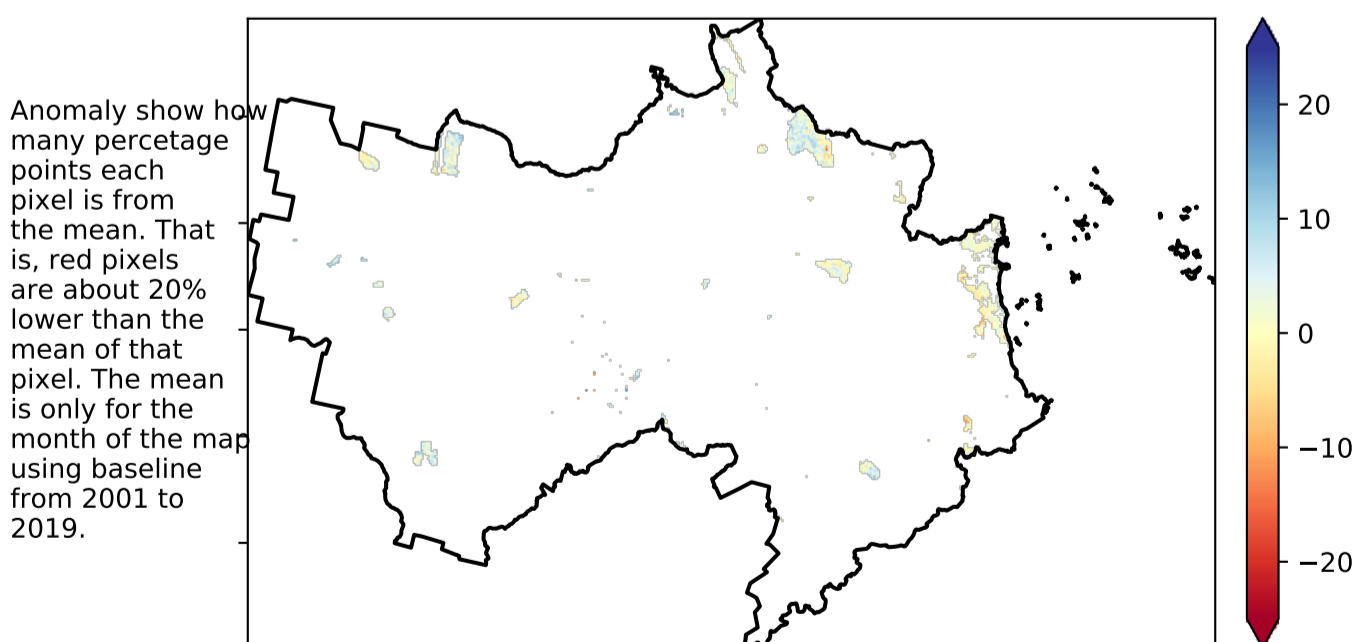 Anomaly show how
many percetage
points each
pixel is from
the mean. That
is, red pixels
are about 20%
lower than the
mean of that
pixel. The mean
is only for the
month of the map
using baseline
from 2001 to
2019.
20
10
0
−10
−20